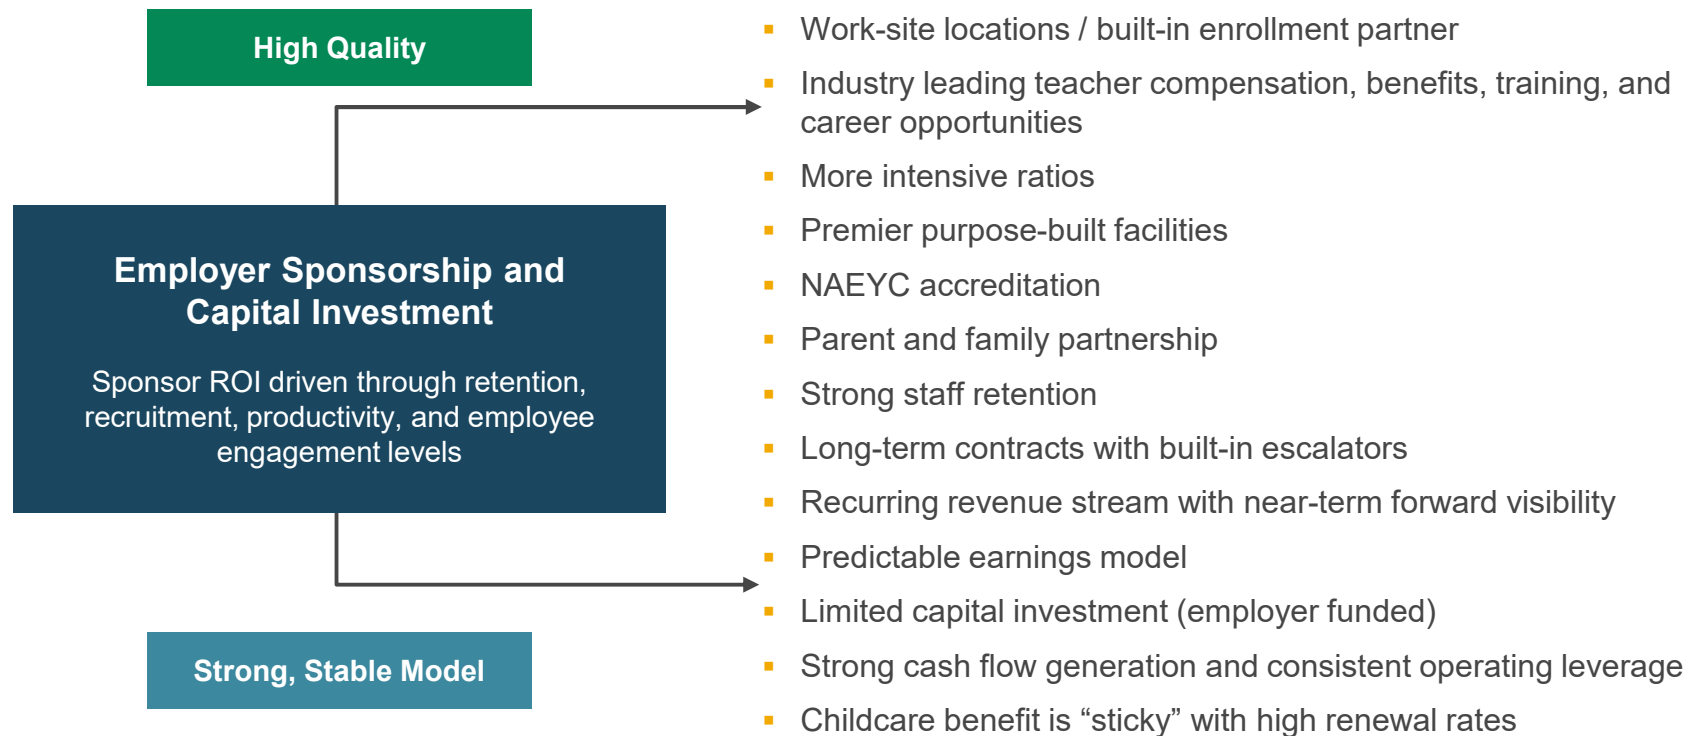 High Quality
Employer Sponsorship and
Capital Investment
Sponsor ROI driven through retention,
recruitment, productivity, and employee
engagement levels
Strong, Stable Model
▪ Work-site locations / built-in enrollment partner
▪ Industry leading teacher compensation, benefits, training, and
career opportunities
▪ More intensive ratios
▪ Premier purpose-built facilities
▪ NAEYC accreditation
▪ Parent and family partnership
▪ Strong staff retention
▪ Long-term contracts with built-in escalators
▪ Recurring revenue stream with near-term forward visibility
▪ Predictable earnings model
▪ Limited capital investment (employer funded)
▪ Strong cash flow generation and consistent operating leverage
▪ Childcare benefit is “sticky” with high renewal rates